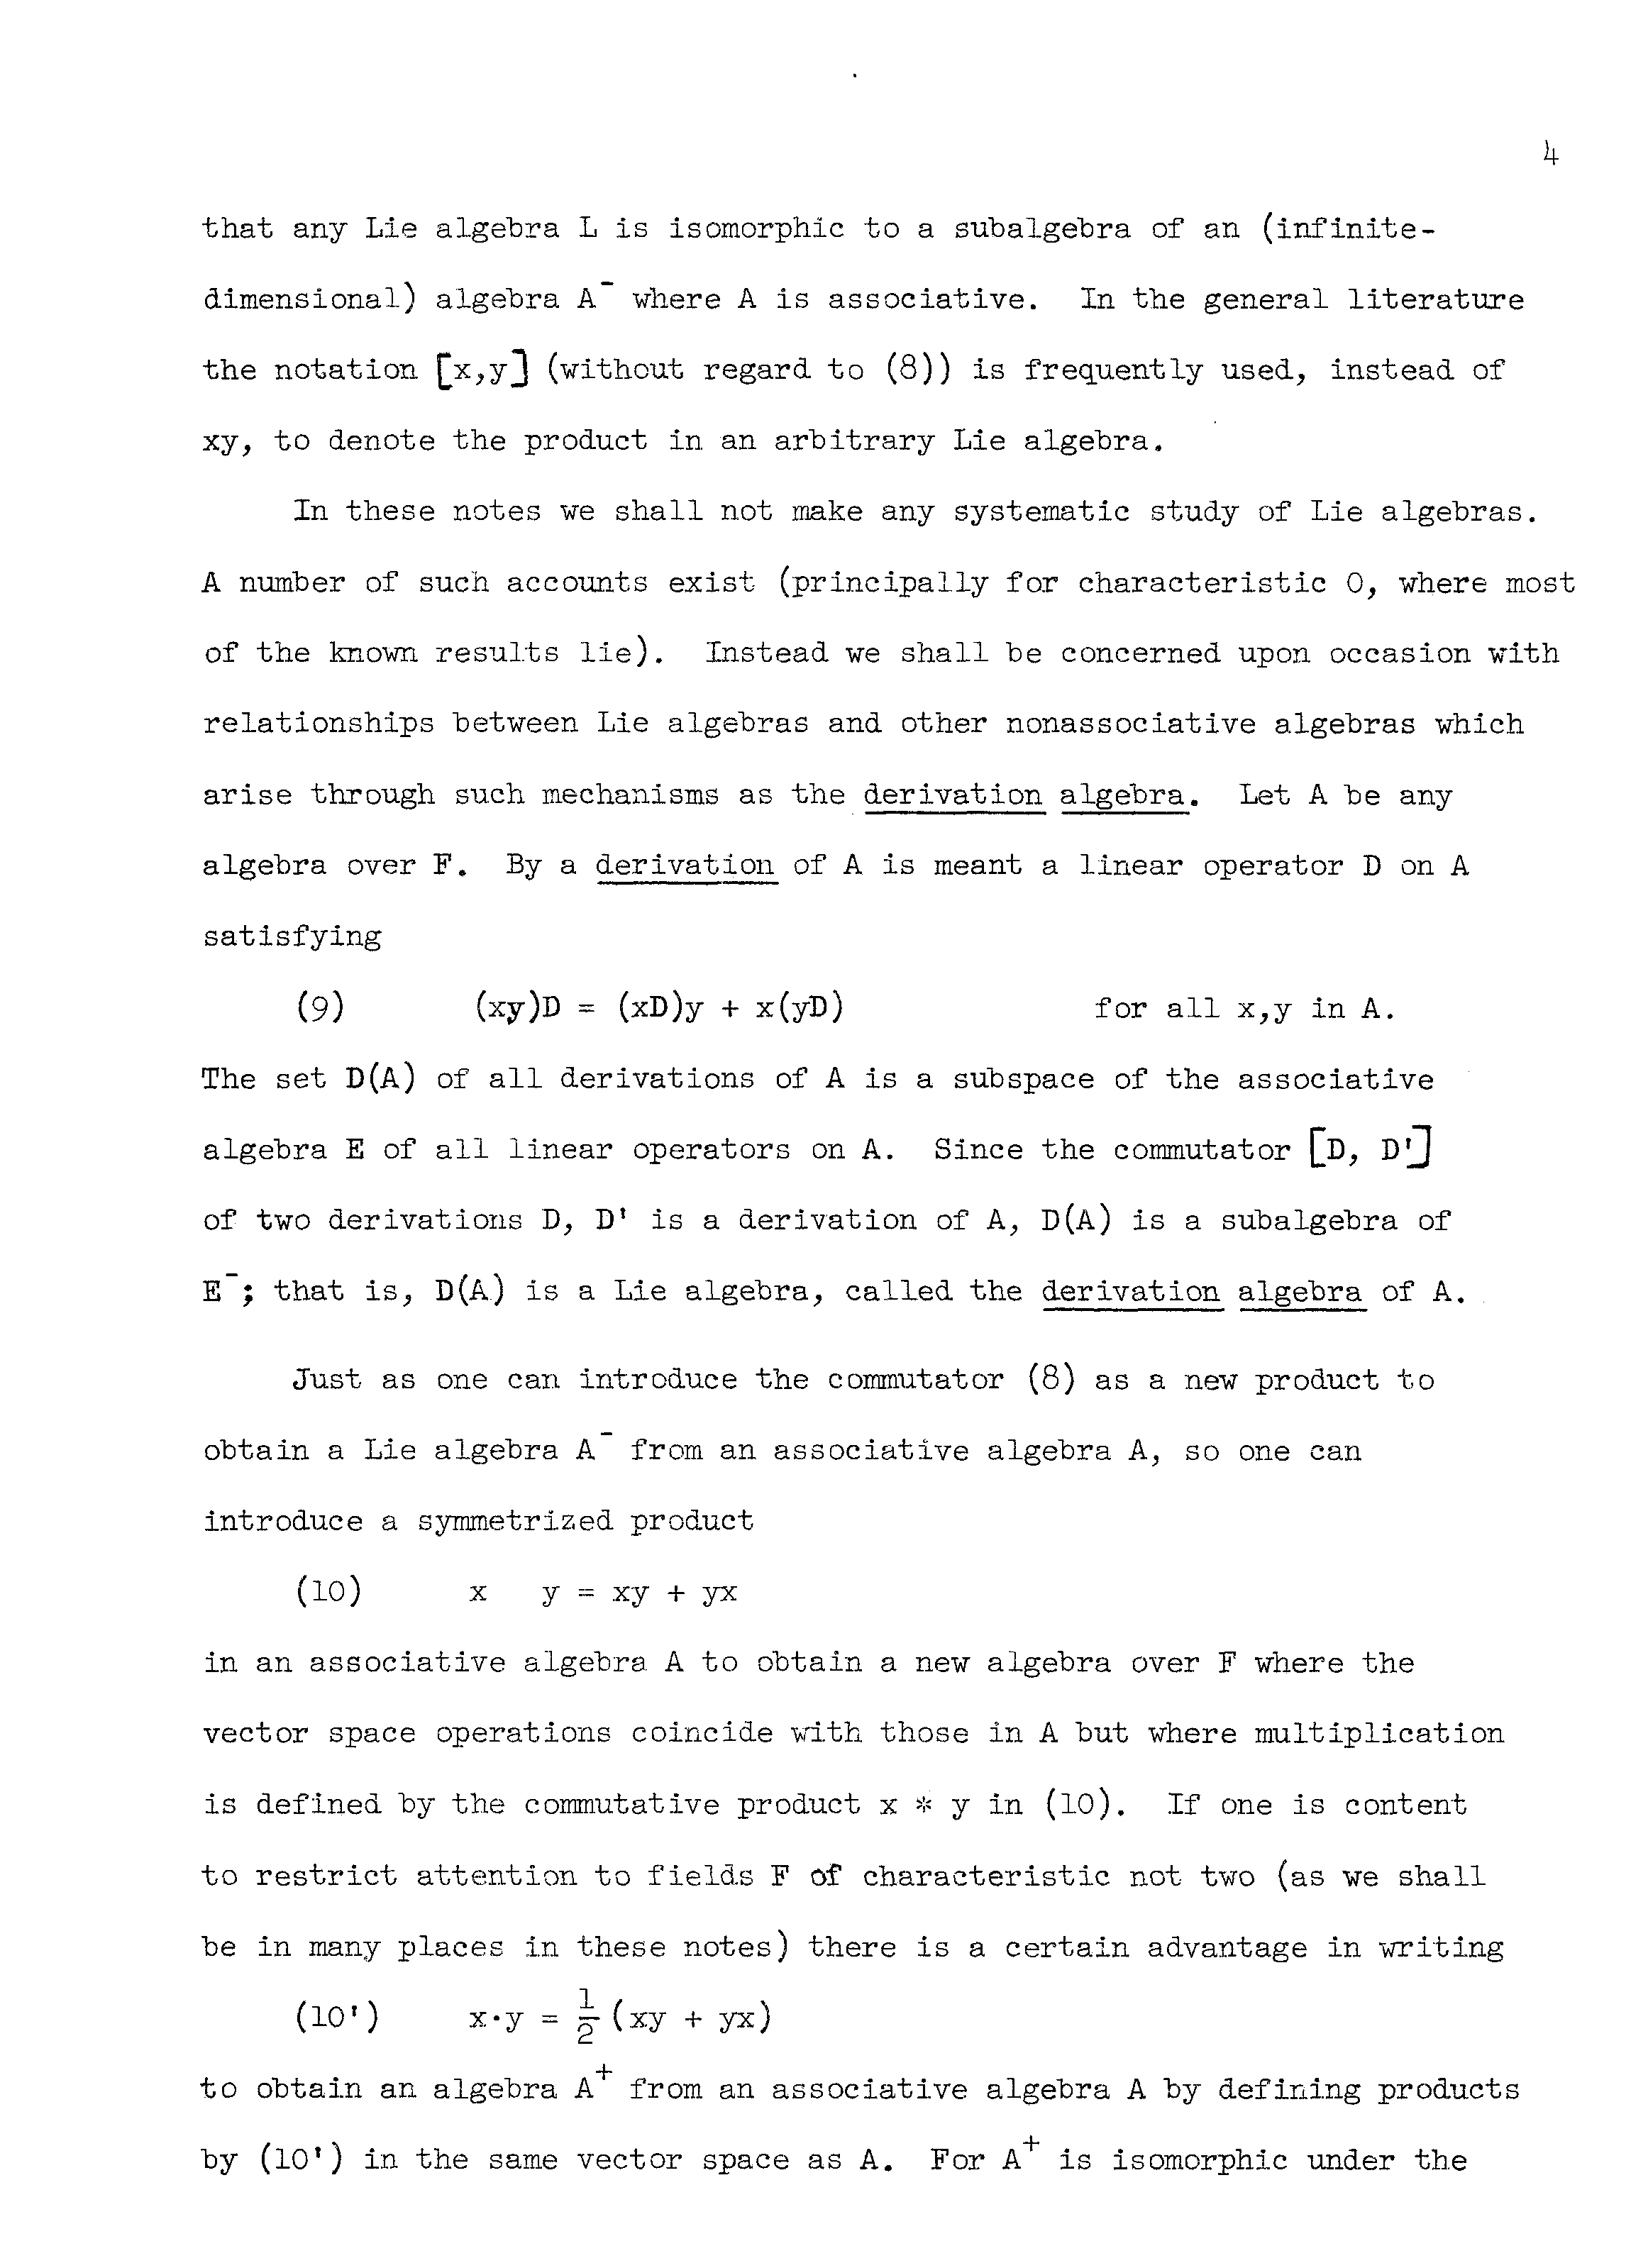 4
that any Lie algebra L is isomorphic to a subalgebra of an (infinite-
dimensional) algebra A⁻ where A is associative. In the general literature
the notation [x,y] (without regard to (8)) is frequently used, instead of
xy, to denote the product in an arbitrary Lie algebra.
In these notes we shall not make any systematic study of Lie algebras.
A number of such accounts exist (principally for characteristic 0, where most
of the known results lie). Instead we shall be concerned upon occasion with
relationships between Lie algebras and other nonassociative algebras which
arise through such mechanisms as the derivation algebra. Let A be any
algebra over F. By a derivation of A is meant a linear operator D on A
satisfying
(9) (xy)D = (xD)y + x(yD) for all x,y in A.
The set D(A) of all derivations of A is a subspace of the associative
algebra E of all linear operators on A. Since the commutator [D, D']
of two derivations D, D' is a derivation of A, D(A) is a subalgebra of
E⁻; that is, D(A) is a Lie algebra, called the derivation algebra of A.
Just as one can introduce the commutator (8) as a new product to
obtain a Lie algebra A⁻ from an associative algebra A, so one can
introduce a symmetrized product
(10) x y = xy + yx
in an associative algebra A to obtain a new algebra over F where the
vector space operations coincide with those in A but where multiplication
is defined by the commutative product x * y in (10). If one is content
to restrict attention to fields F of characteristic not two (as we shall
be in many places in these notes) there is a certain advantage in writing
(10') x·y = ½ (xy + yx)
to obtain an algebra A⁺ from an associative algebra A by defining products
by (10') in the same vector space as A. For A⁺ is isomorphic under the